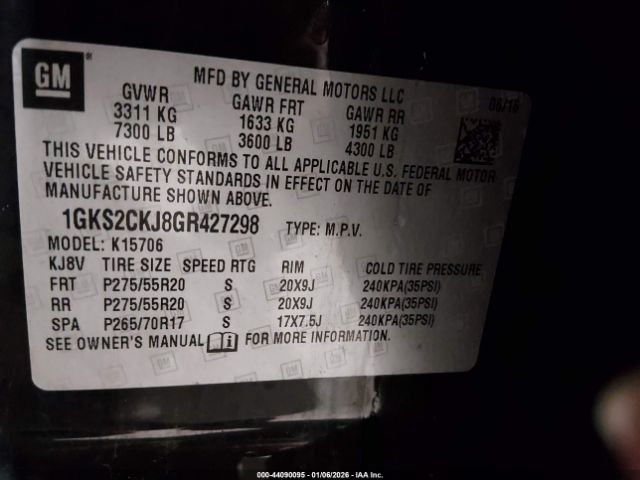 GM
MFD BY GENERAL MOTORS LLC
06/16
GVWR GAWR FRT GAWR RR
3311 KG 1633 KG 1951 KG
7300 LB 3600 LB 4300 LB
THIS VEHICLE CONFORMS TO ALL APPLICABLE U.S. FEDERAL MOTOR
VEHICLE SAFETY STANDARDS IN EFFECT ON THE DATE OF
MANUFACTURE SHOWN ABOVE.
1GKS2CKJ8GR427298 TYPE: M.P.V.
MODEL: K15706
KJ8V TIRE SIZE SPEED RTG RIM COLD TIRE PRESSURE
FRT P275/55R20 S 20X9J 240KPA(35PSI)
RR P275/55R20 S 20X9J 240KPA(35PSI)
SPA P265/70R17 S 17X7.5J 240KPA(35PSI)
SEE OWNER'S MANUAL FOR MORE INFORMATION.
000-44090095 - 01/06/2026 - IAA Inc.